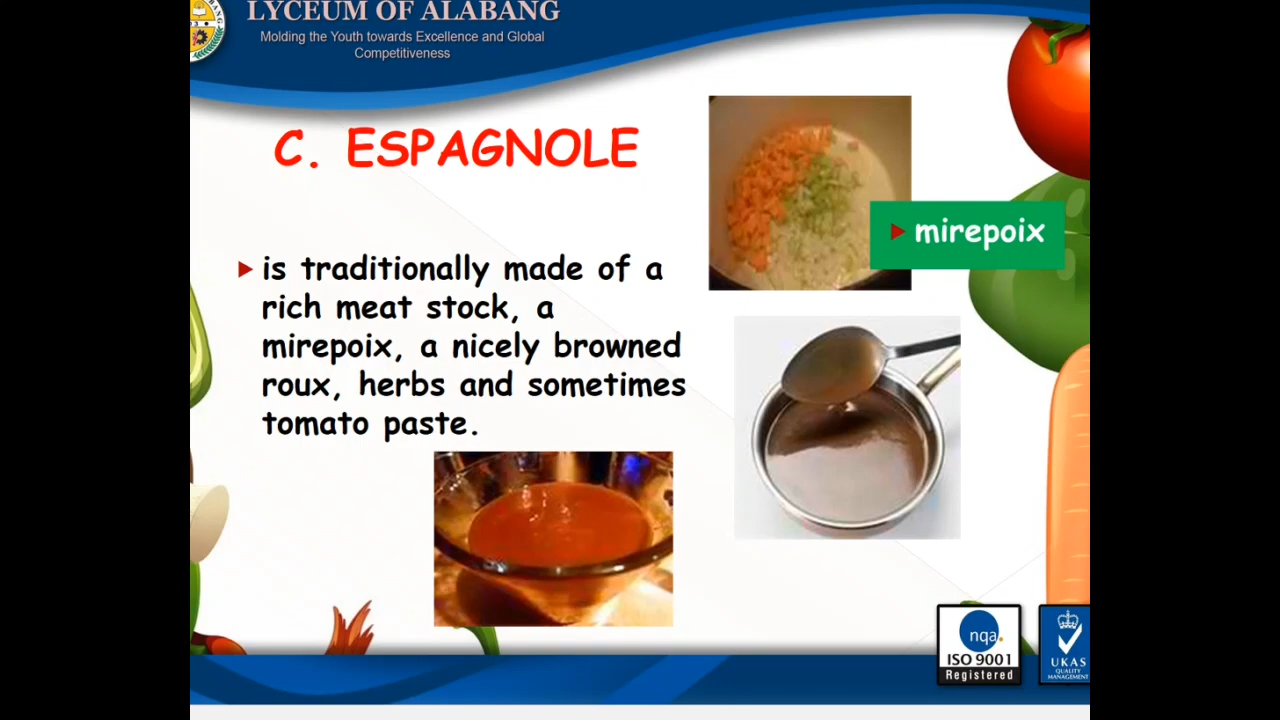 LYCEUM OF ALABANG
Molding the Youth towards Excellence and Global
Competitiveness
C. ESPAGNOLE
mirepoix
is traditionally made of a
rich meat stock, a
mirepoix, a nicely browned
roux, herbs and sometimes
tomato paste.
nqa.
ISO 9001
Registered
UKAS
QUALITY
MANAGEMENT